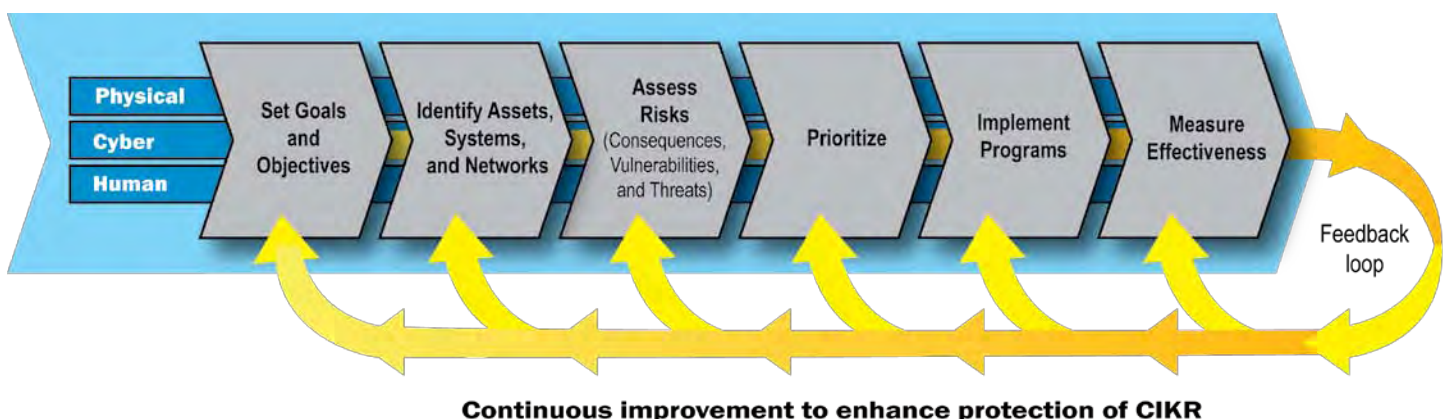 Physical
Cyber
Human
Set Goals
and
Objectives
Identify Assets,
Systems,
and Networks
Assess
Risks
(Consequences,
Vulnerabilities,
and Threats)
Prioritize
Implement
Programs
Measure
Effectiveness
Feedback
loop
Continuous improvement to enhance protection of CIKR